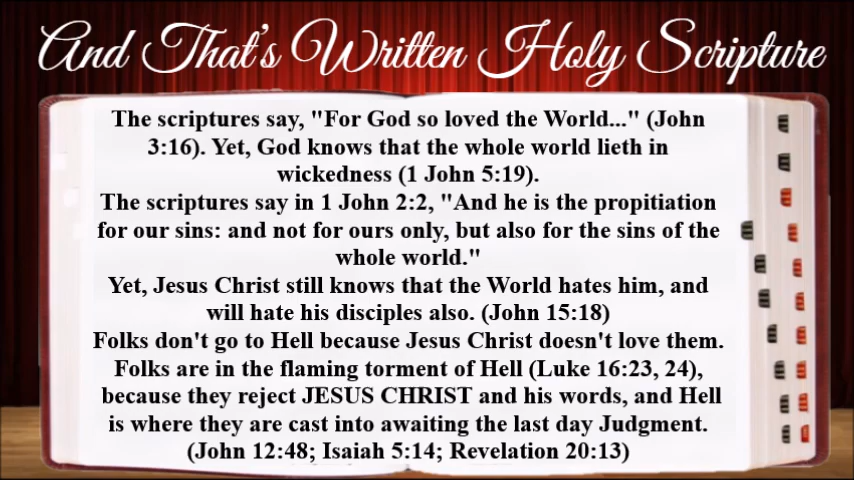 And That's Written Holy Scripture
The scriptures say, "For God so loved the World..." (John
3:16). Yet, God knows that the whole world lieth in
wickedness (1 John 5:19).
The scriptures say in 1 John 2:2, "And he is the propitiation
for our sins: and not for ours only, but also for the sins of the
whole world."
Yet, Jesus Christ still knows that the World hates him, and
will hate his disciples also. (John 15:18)
Folks don't go to Hell because Jesus Christ doesn't love them.
Folks are in the flaming torment of Hell (Luke 16:23, 24),
because they reject JESUS CHRIST and his words, and Hell
is where they are cast into awaiting the last day Judgment.
(John 12:48; Isaiah 5:14; Revelation 20:13)